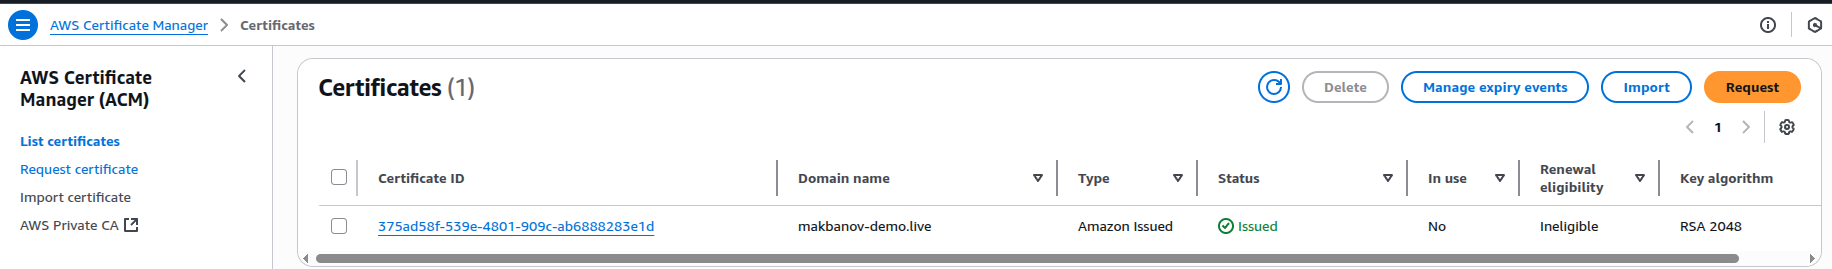 AWS Certificate Manager > Certificates
AWS Certificate
Manager (ACM)
List certificates
Request certificate
Import certificate
AWS Private CA
Certificates (1)
Delete
Manage expiry events
Import
Request
1
Certificate ID
Domain name
Type
Status
In use
Renewal
eligibility
Key algorithm
375ad58f-539e-4801-909c-ab6888283e1d
makbanov-demo.live
Amazon Issued
Issued
No
Ineligible
RSA 2048